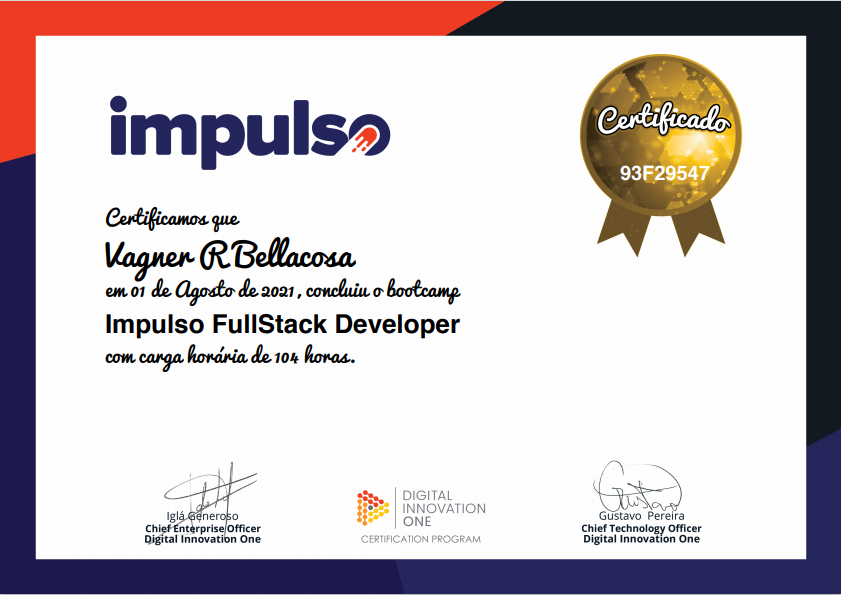 impulso
Certificado
93F29547
Certificamos que
Vagner R Bellacosa
em 01 de Agosto de 2021, concluiu o bootcamp
Impulso FullStack Developer
com carga horária de 104 horas.
Iglá Generoso
Chief Enterprise Officer
Digital Innovation One
DIGITAL
INNOVATION
ONE
CERTIFICATION PROGRAM
Gustavo
Gustavo Pereira
Chief Technology Officer
Digital Innovation One